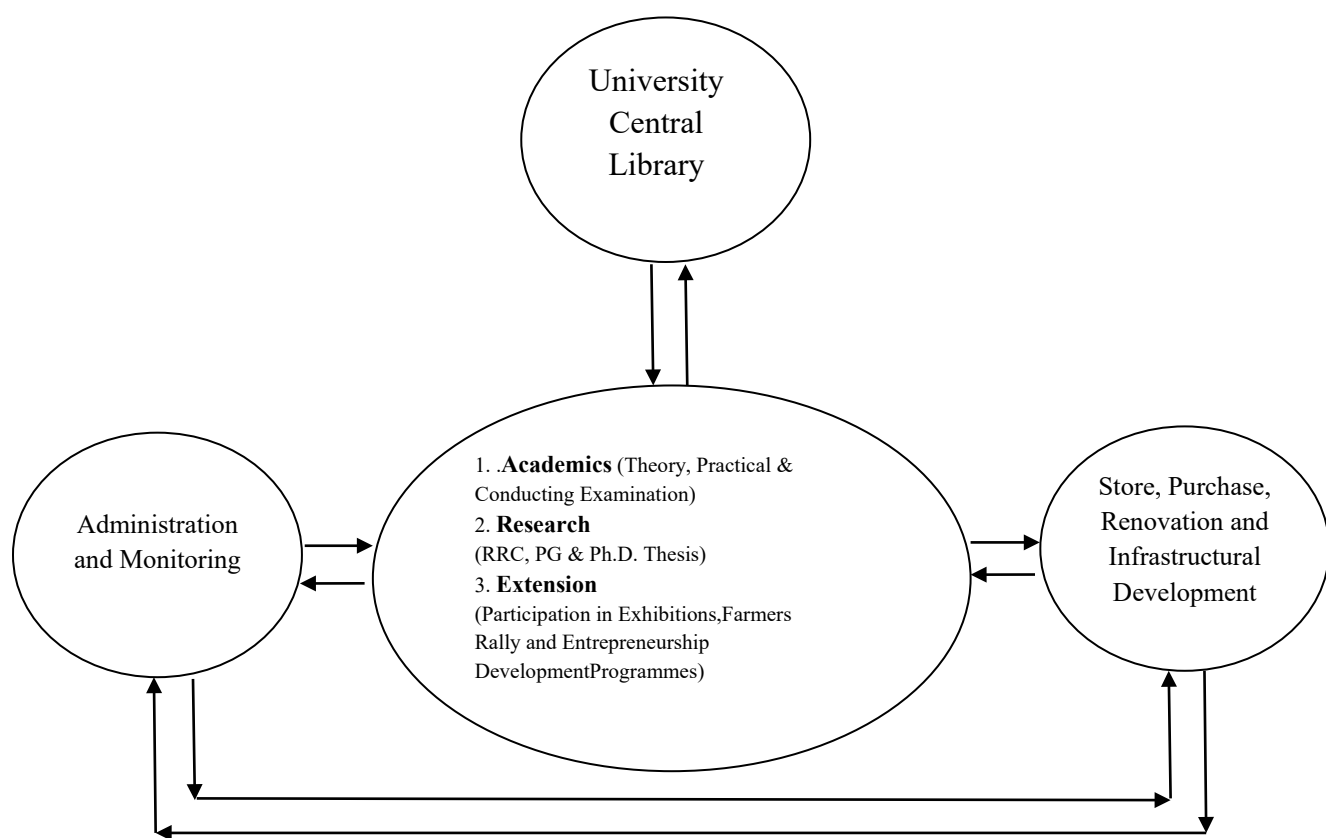 University
Central
Library
Administration
and Monitoring
1. .Academics (Theory, Practical &
Conducting Examination)
2. Research
(RRC, PG & Ph.D. Thesis)
3. Extension
(Participation in Exhibitions,Farmers
Rally and Entrepreneurship
DevelopmentProgrammes)
Store, Purchase,
Renovation and
Infrastructural
Development